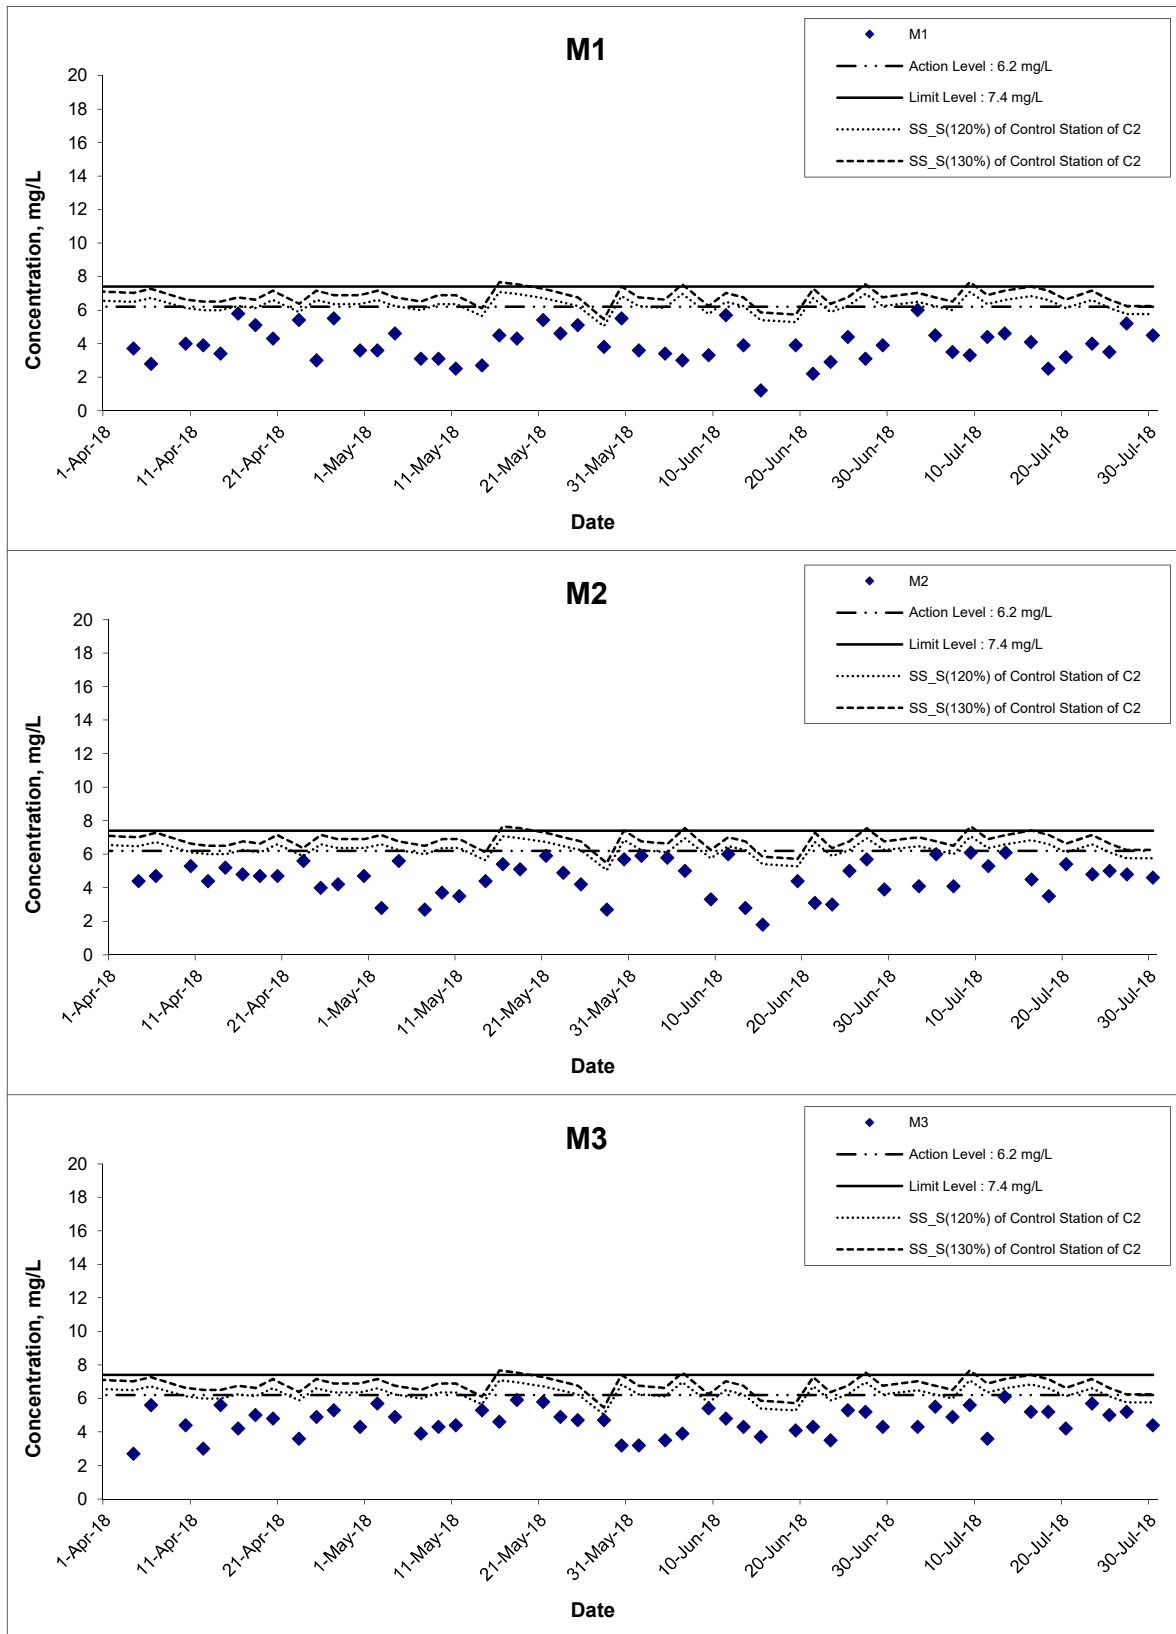 M1
M1
Action Level : 6.2 mg/L
Limit Level : 7.4 mg/L
SS_S(120%) of Control Station of C2
SS_S(130%) of Control Station of C2
Concentration, mg/L
20
18
16
14
12
10
8
6
4
2
0
1-Apr-18
11-Apr-18
21-Apr-18
1-May-18
11-May-18
21-May-18
31-May-18
10-Jun-18
20-Jun-18
30-Jun-18
10-Jul-18
20-Jul-18
30-Jul-18
Date
M2
M2
Action Level : 6.2 mg/L
Limit Level : 7.4 mg/L
SS_S(120%) of Control Station of C2
SS_S(130%) of Control Station of C2
Concentration, mg/L
20
18
16
14
12
10
8
6
4
2
0
1-Apr-18
11-Apr-18
21-Apr-18
1-May-18
11-May-18
21-May-18
31-May-18
10-Jun-18
20-Jun-18
30-Jun-18
10-Jul-18
20-Jul-18
30-Jul-18
Date
M3
M3
Action Level : 6.2 mg/L
Limit Level : 7.4 mg/L
SS_S(120%) of Control Station of C2
SS_S(130%) of Control Station of C2
Concentration, mg/L
20
18
16
14
12
10
8
6
4
2
0
1-Apr-18
11-Apr-18
21-Apr-18
1-May-18
11-May-18
21-May-18
31-May-18
10-Jun-18
20-Jun-18
30-Jun-18
10-Jul-18
20-Jul-18
30-Jul-18
Date